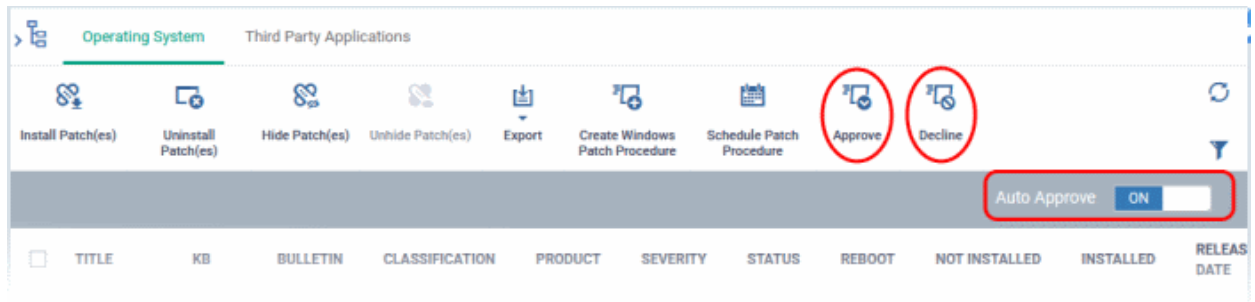 Operating System Third Party Applications
Install Patch(es) Uninstall Patch(es) Hide Patch(es) Unhide Patch(es) Export Create Windows Patch Procedure Schedule Patch Procedure Approve Decline
Auto Approve ON
TITLE KB BULLETIN CLASSIFICATION PRODUCT SEVERITY STATUS REBOOT NOT INSTALLED INSTALLED RELEAS DATE